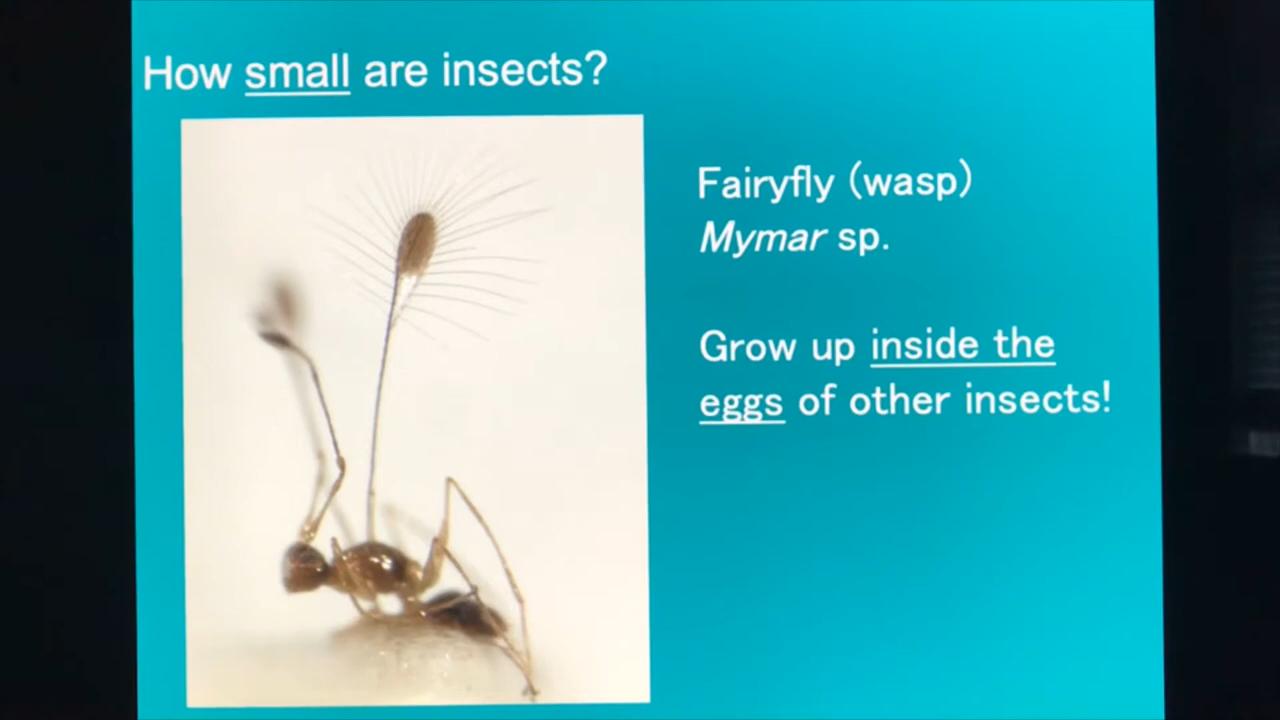 How small are insects?
Fairyfly (wasp)
Mymar sp.
Grow up inside the
eggs of other insects!